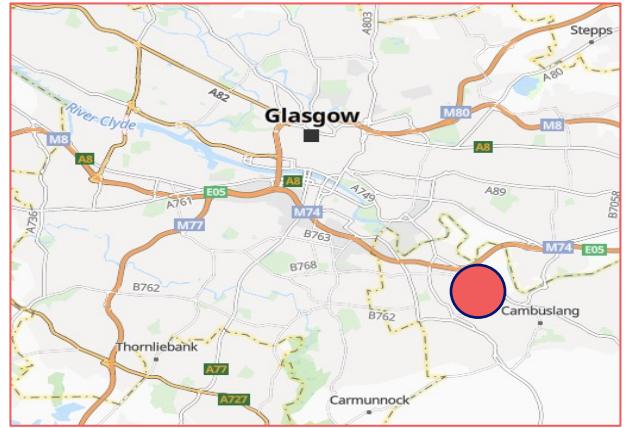 A803
Stepps
A80
A82
River Clyde
Glasgow
M80
M8
M8
A8
A8
A8
A749
A89
E05
A761
A736
B7058
M74
M77
B763
M74
E05
B768
B762
B762
Cambuslang
Thornliebank
A77
A727
Carmunnock